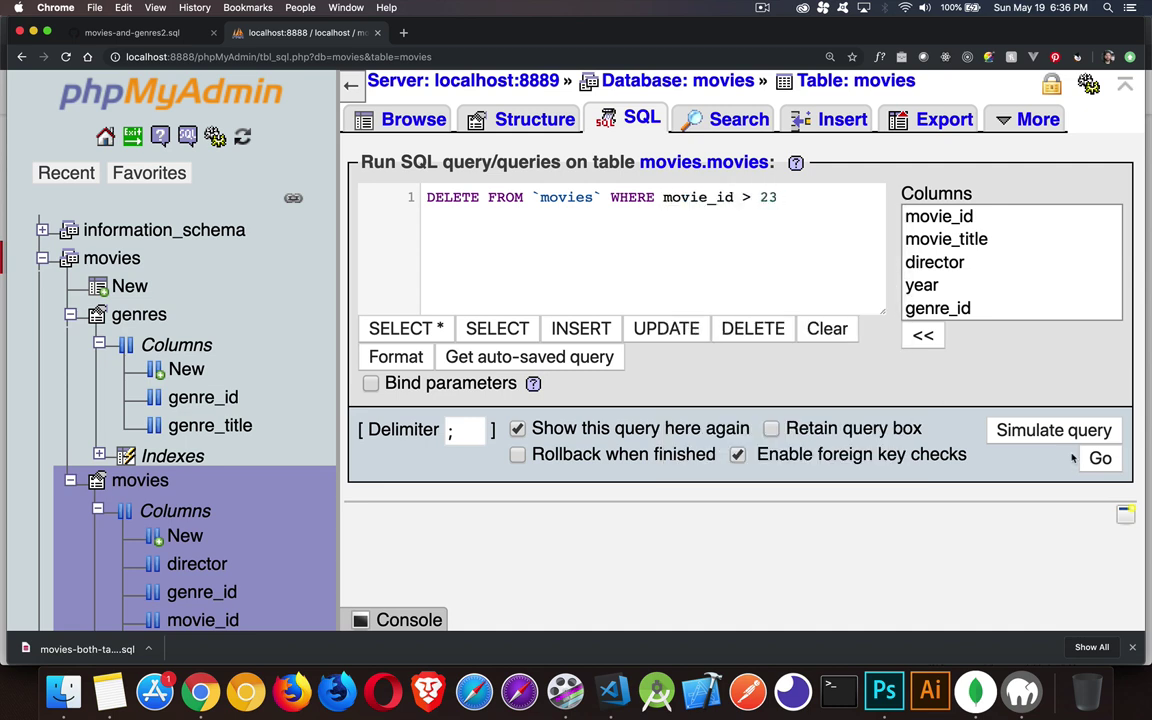 Chrome File Edit View History Bookmarks People Window Help 100% Sun May 19 6:36 PM
movies-and-genres2.sql localhost:8888 / localhost / mo
localhost:8888/phpMyAdmin/tbl_sql.php?db=movies&table=movies
phpMyAdmin
Recent Favorites
information_schema
movies
New
genres
Columns
New
genre_id
genre_title
Indexes
movies
Columns
New
director
genre_id
movie_id
Server: localhost:8889 » Database: movies » Table: movies
Browse Structure SQL Search Insert Export More
Run SQL query/queries on table movies.movies:
1 DELETE FROM `movies` WHERE movie_id > 23
Columns
movie_id
movie_title
director
year
genre_id
<<
SELECT * SELECT INSERT UPDATE DELETE Clear
Format Get auto-saved query
Bind parameters
[ Delimiter ; ] Show this query here again Retain query box Simulate query
Rollback when finished Enable foreign key checks Go
Console
movies-both-ta....sql Show All
1
>_ Ps Ai